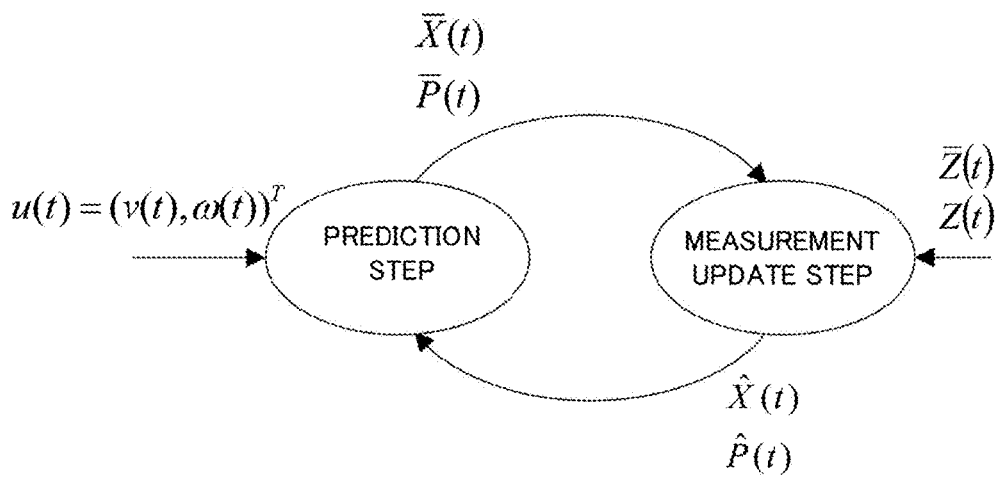 X̅(t)
P̅(t)
u(t) = (v(t), ω(t))ᵀ
PREDICTION
STEP
MEASUREMENT
UPDATE STEP
Z̅(t)
Z(t)
X̂(t)
P̂(t)